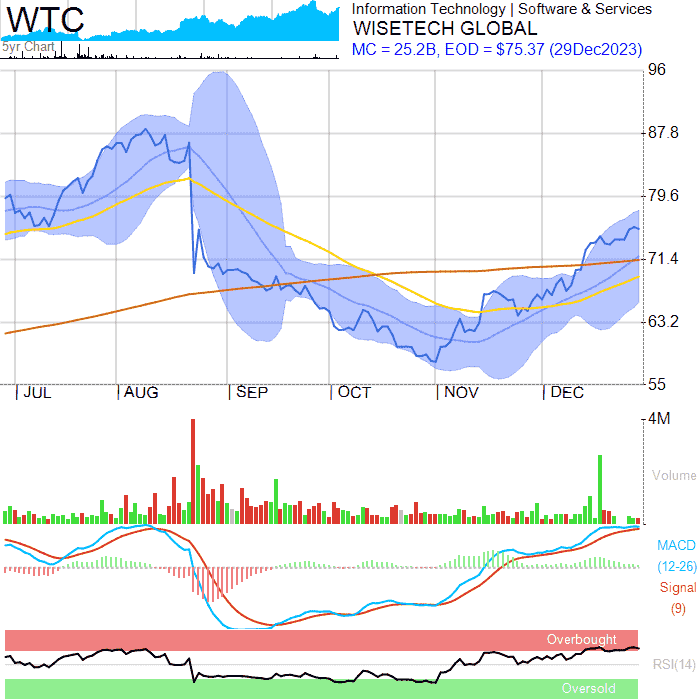 WTC
5yr Chart
Information Technology | Software & Services
WISETECH GLOBAL
MC = 25.2B, EOD = $75.37 (29Dec2023)
96
87.8
79.6
71.4
63.2
55
| JUL | AUG | SEP | OCT | NOV | DEC
4M
Volume
MACD
(12-26)
Signal
(9)
Overbought
RSI(14)
Oversold